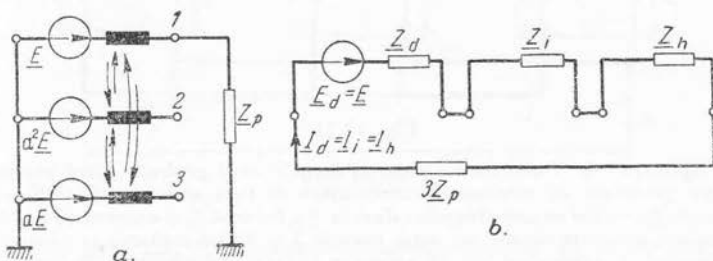 1
E
2
a²E
3
aE
Z_p
a.
Z_d
Z_i
Z_h
E_d=E
I_d=I_i=I_h
3Z_p
b.